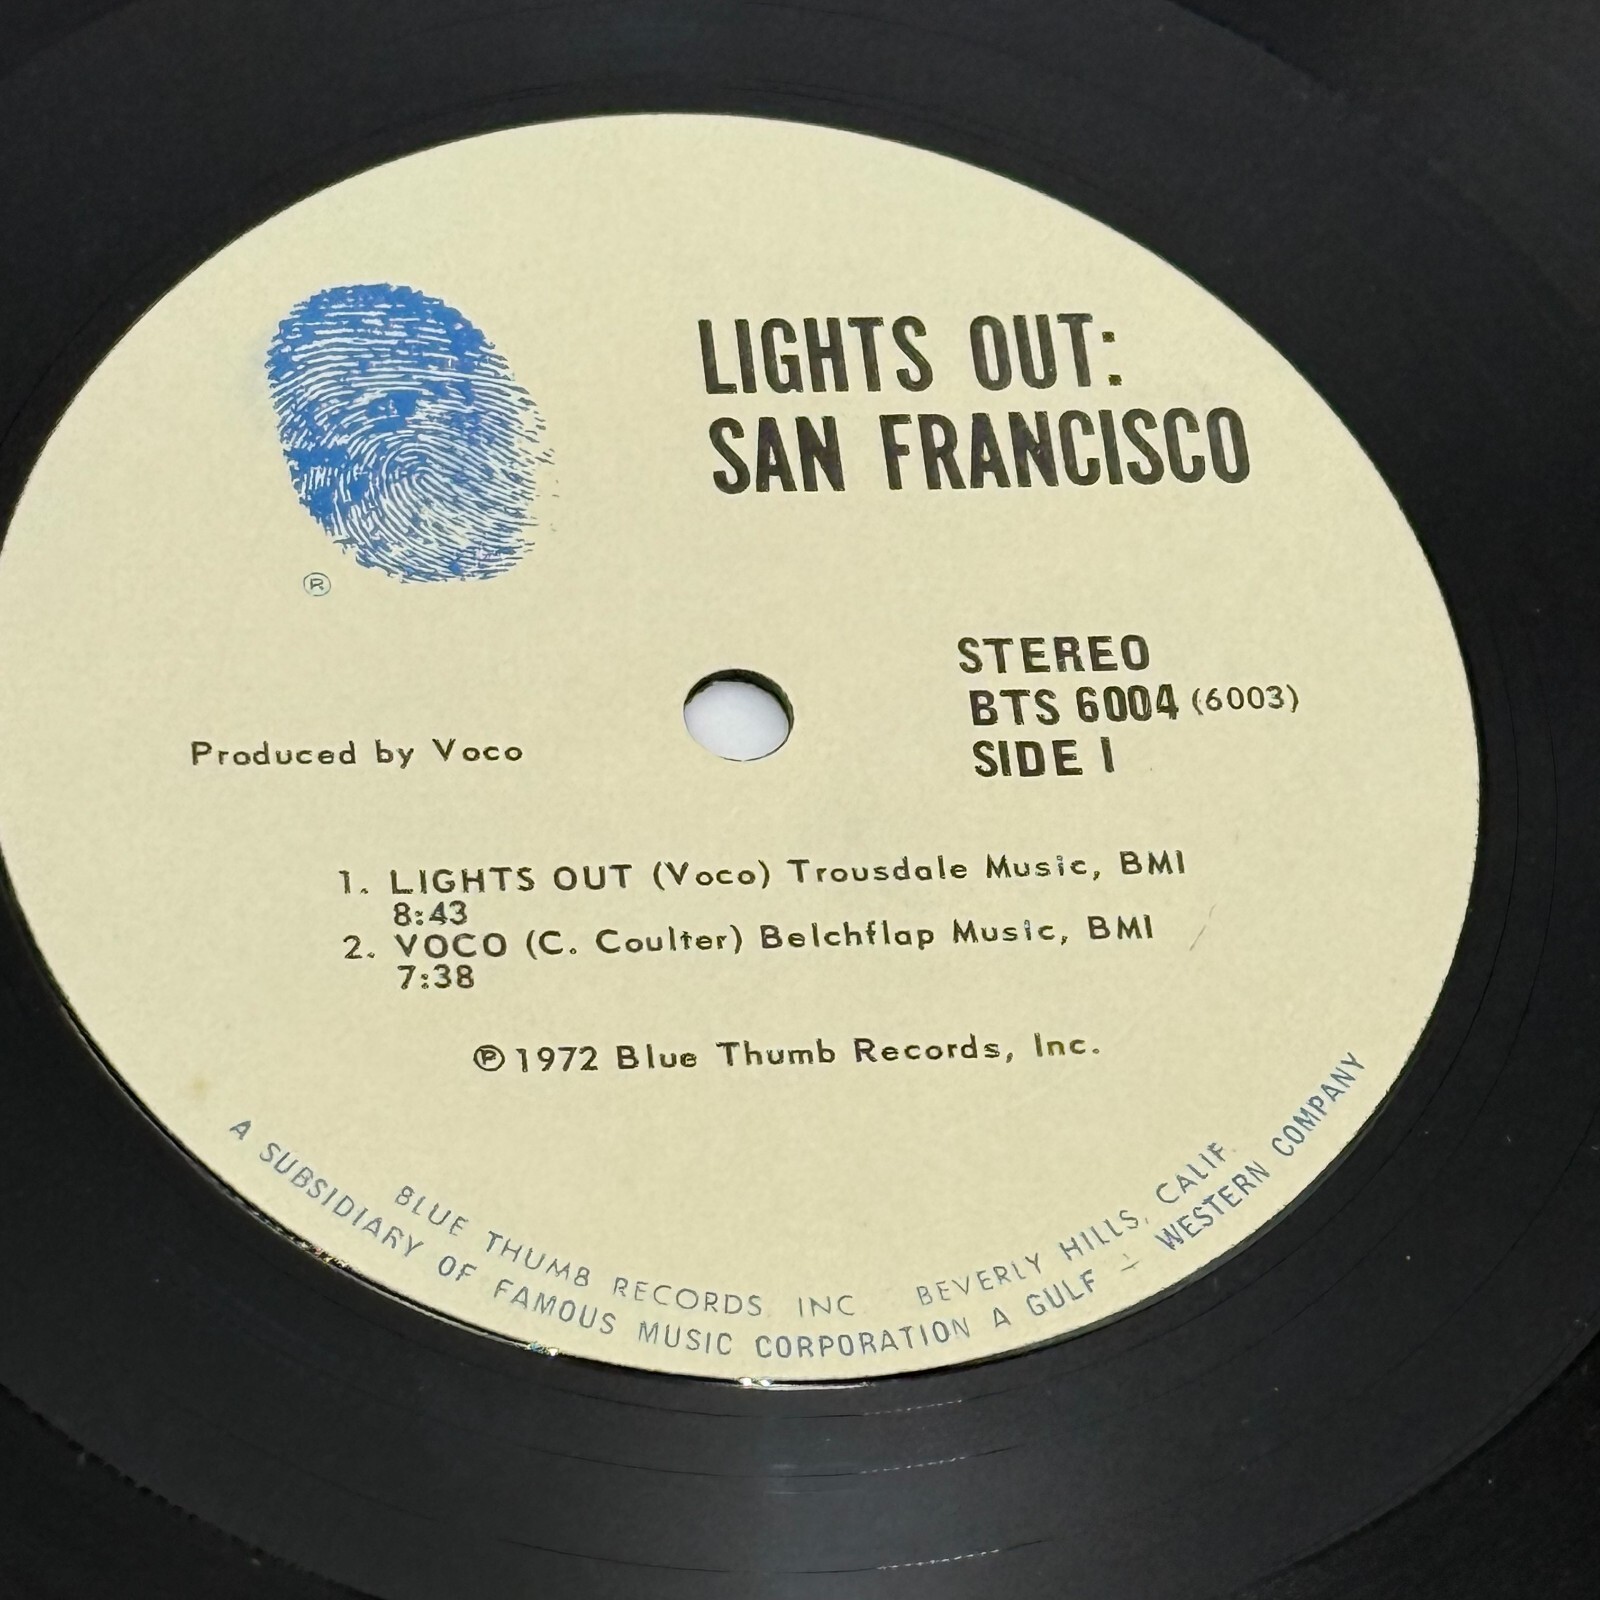 LIGHTS OUT:
SAN FRANCISCO
®
STEREO
BTS 6004 (6003)
SIDE 1
Produced by Voco
1. LIGHTS OUT (Voco) Trousdale Music, BMI
8:43
2. VOCO (C. Coulter) Belchflap Music, BMI
7:38
℗ 1972 Blue Thumb Records, Inc.
BLUE THUMB RECORDS, INC. BEVERLY HILLS, CALIF.
A SUBSIDIARY OF FAMOUS MUSIC CORPORATION A GULF + WESTERN COMPANY